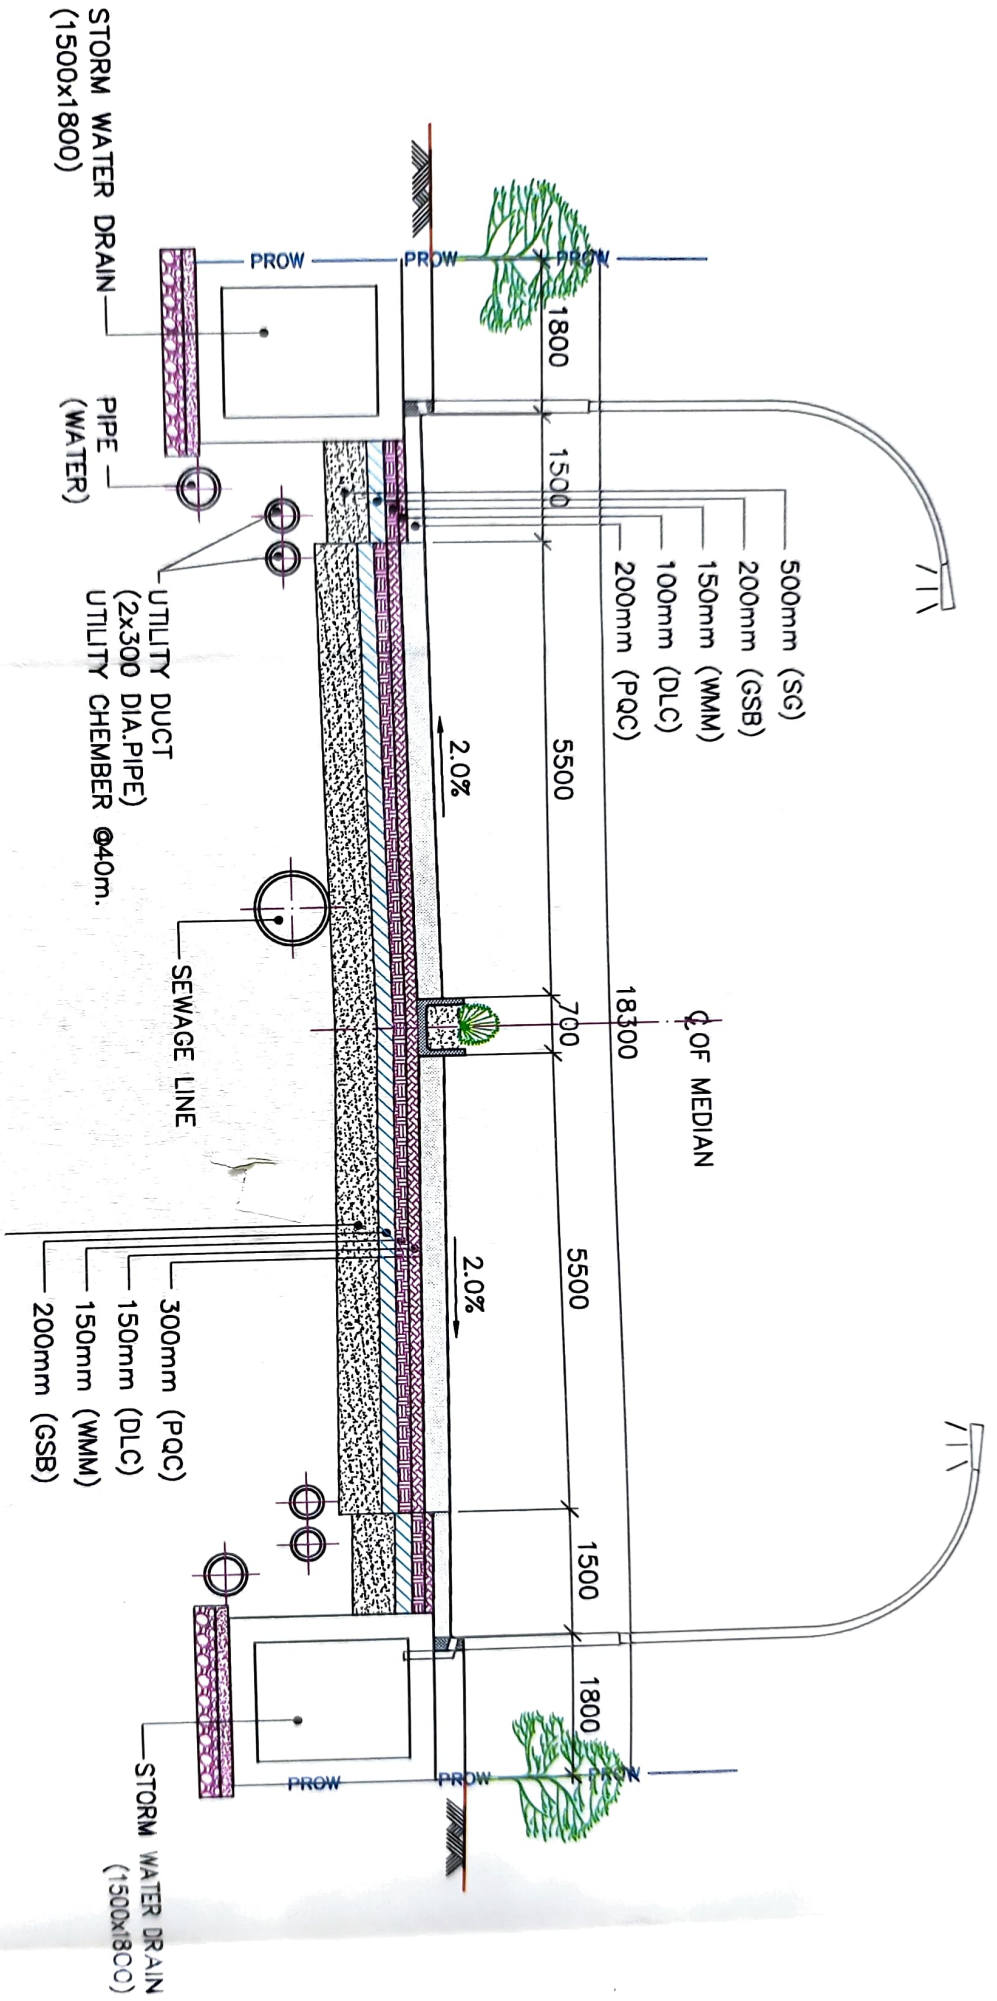 ₵ OF MEDIAN
18300
1800
1500
5500
700
5500
1500
1800
500mm (SG)
200mm (GSB)
150mm (WMM)
100mm (DLC)
200mm (PQC)
2.0%
2.0%
PROW
PROW
PROW
PROW
PROW
PROW
STORM WATER DRAIN
(1500x1800)
PIPE
(WATER)
UTILITY DUCT
(2x300 DIA.PIPE)
UTILITY CHEMBER @40m.
SEWAGE LINE
300mm (PQC)
150mm (DLC)
150mm (WMM)
200mm (GSB)
STORM WATER DRAIN
(1500x1800)